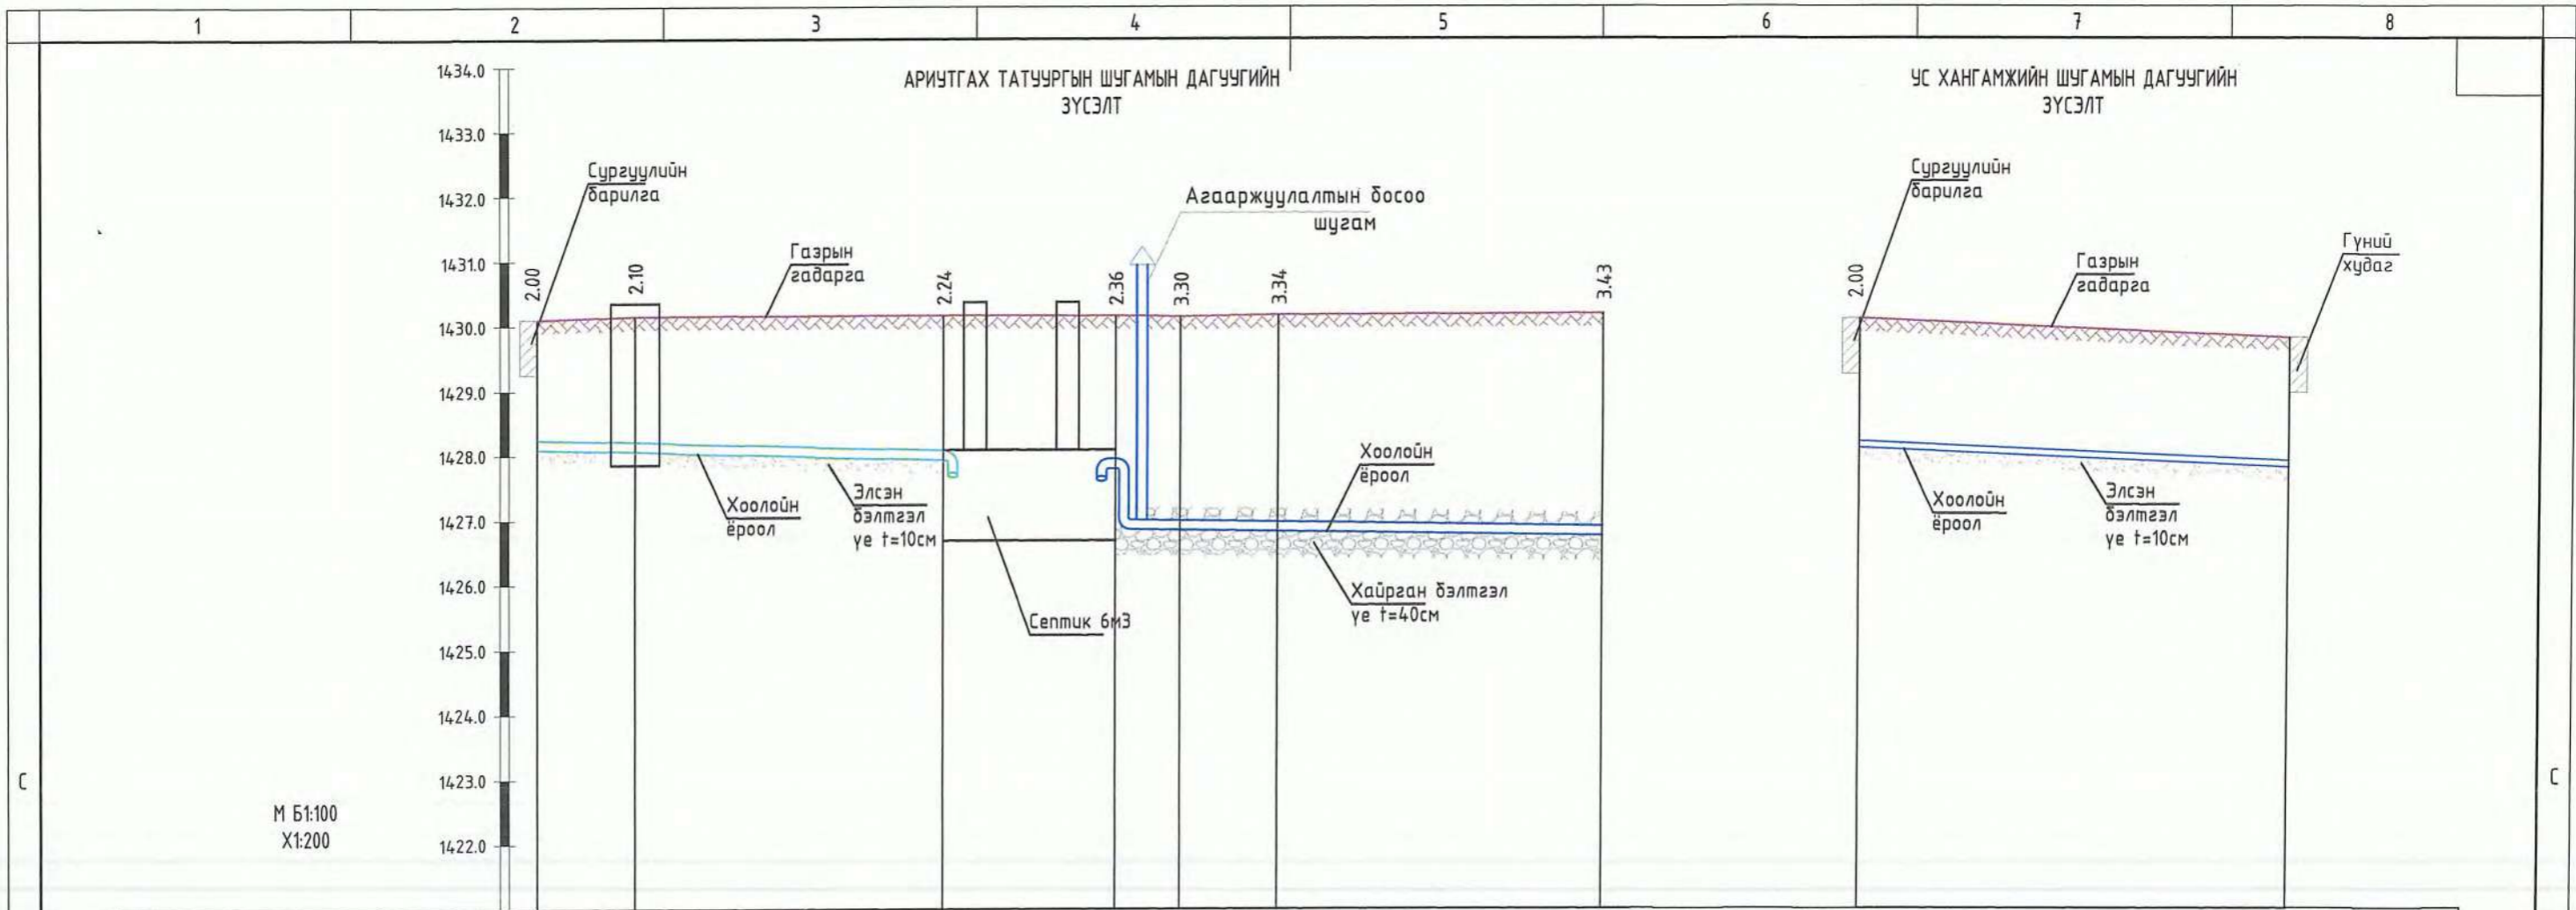 1 2 3 4 5 6 7 8
АРИУТГАХ ТАТУУРГЫН ШУГАМЫН ДАГУУГИЙН
ЗҮСЭЛТ
УС ХАНГАМЖИЙН ШУГАМЫН ДАГУУГИЙН
ЗҮСЭЛТ
1434.0
1433.0
1432.0
1431.0
1430.0
1429.0
1428.0
1427.0
1426.0
1425.0
1424.0
1423.0
1422.0
Сургуулийн
барилга
Газрын
гадарга
Агааржуулалтын босоо
шугам
2.00
2.10
2.24
2.36
3.30
3.34
3.43
Хоолойн
ёроол
Элсэн
бэлтгэл
үе t=10см
Септик 6м3
Хоолойн
ёроол
Хайрган бэлтгэл
үе t=40см
Сургуулийн
барилга
2.00
Газрын
гадарга
Гүний
худаг
Хоолойн
ёроол
Элсэн
бэлтгэл
үе t=10см
М Б1:100
Х1:200
С
С